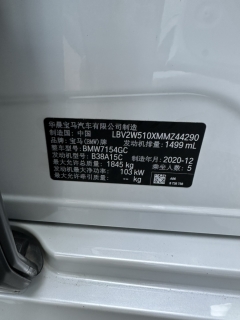 华晨宝马汽车有限公司制造
制造国: 中国 LBV2W510XMMZ44290
品牌: 宝马(BMW)牌 发动机排量: 1499 mL
整车型号: BMW7154GC
发动机型号: B38A15C 制造年月: 2020-12
最大允许总质量: 1845 kg 乘坐人数: 5
发动机最大净功率: 103 kW
-- kg